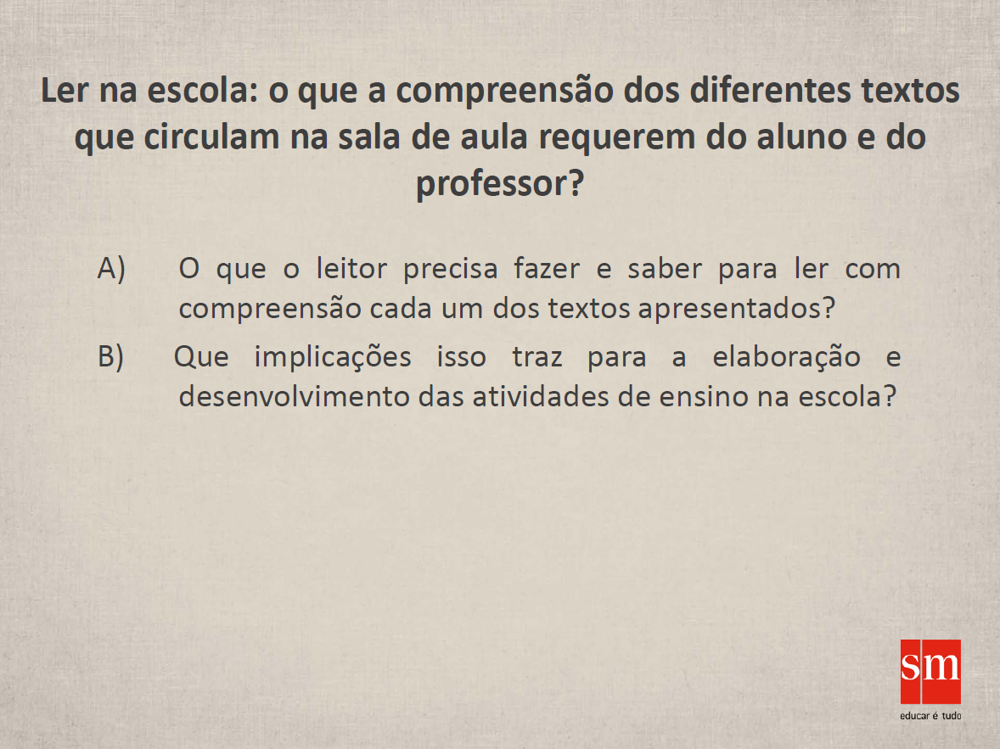 Ler na escola: o que a compreensão dos diferentes textos
que circulam na sala de aula requerem do aluno e do
professor?
A) O que o leitor precisa fazer e saber para ler com
compreensão cada um dos textos apresentados?
B) Que implicações isso traz para a elaboração e
desenvolvimento das atividades de ensino na escola?
sm
educar é tudo